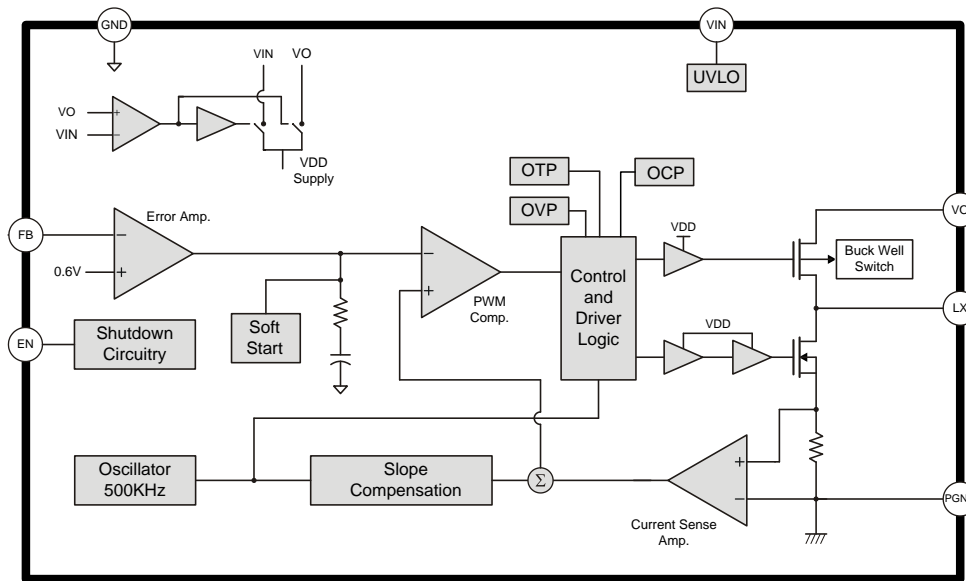 GND
VIN
UVLO
VIN
VO
VO
+
VIN
−
VDD
Supply
OTP
OCP
OVP
VO
FB
Error Amp.
−
0.6V
+
−
+
PWM
Comp.
Control
and
Driver
Logic
VDD
Buck Well
Switch
LX
EN
Shutdown
Circuitry
Soft
Start
VDD
Oscillator
500KHz
Slope
Compensation
Σ
+
−
Current Sense
Amp.
PGN